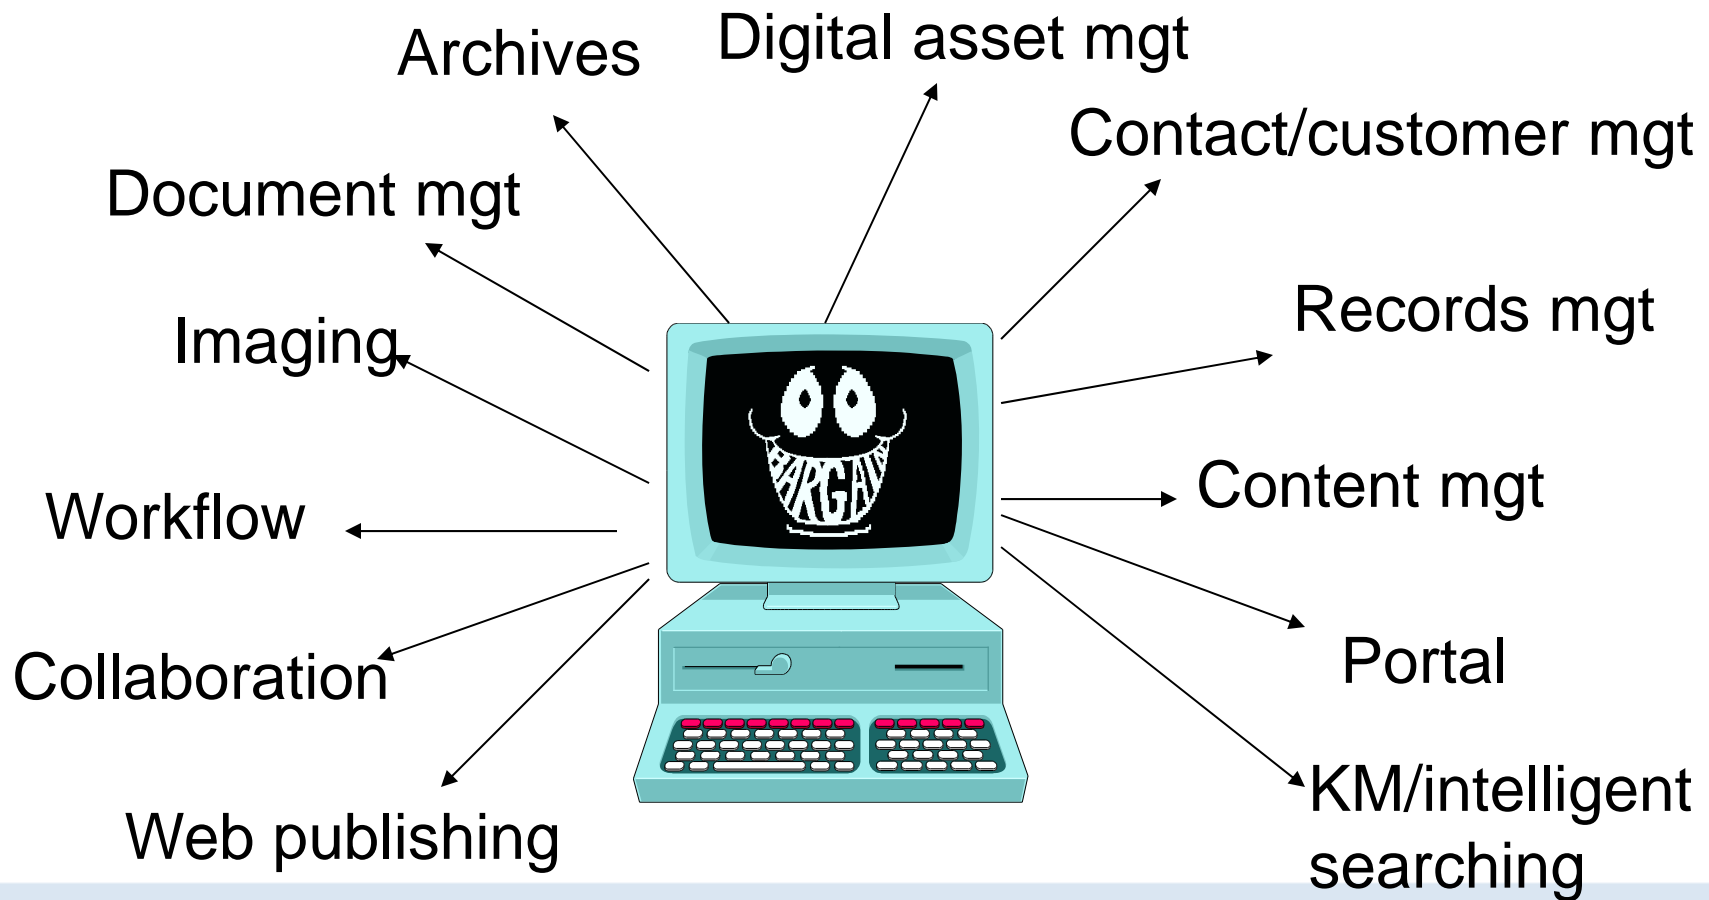 Archives
Digital asset mgt
Contact/customer mgt
Document mgt
Records mgt
Imaging
BARGAIN
Content mgt
Workflow
Portal
Collaboration
KM/intelligent
searching
Web publishing